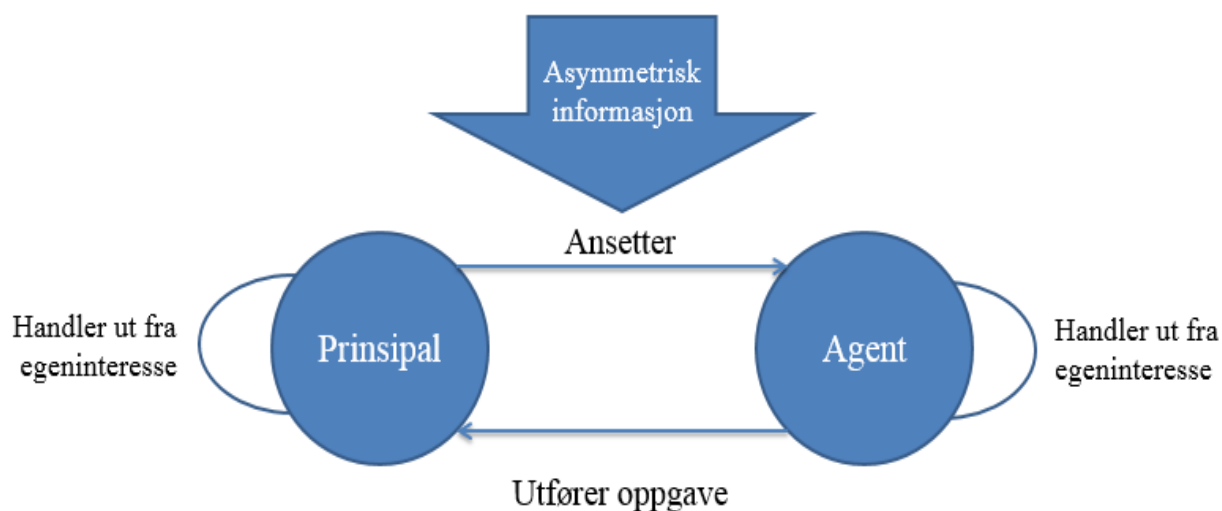 Asymmetrisk
informasjon
Ansetter
Handler ut fra
egeninteresse
Prinsipal
Agent
Handler ut fra
egeninteresse
Utfører oppgave